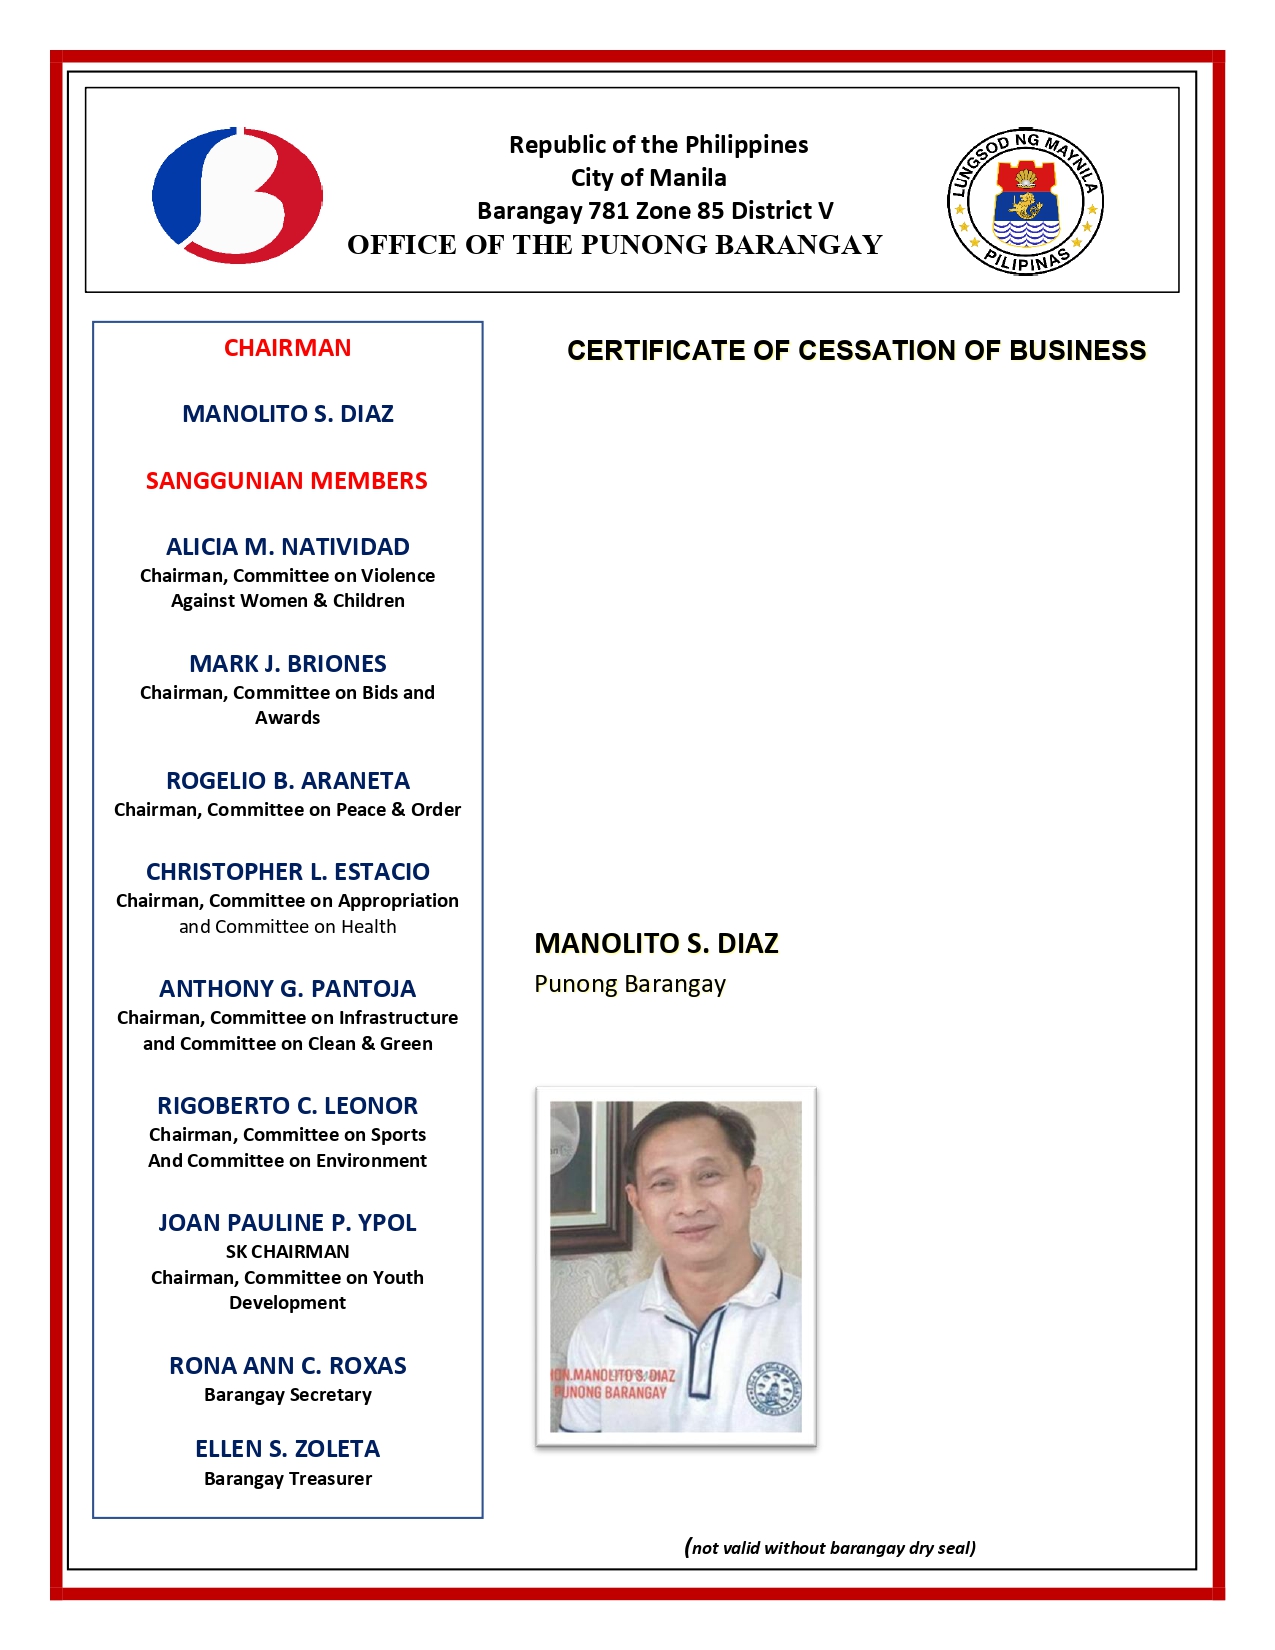 Republic of the Philippines
City of Manila
Barangay 781 Zone 85 District V
OFFICE OF THE PUNONG BARANGAY
LUNGSOD NG MAYNILA
PILIPINAS
CHAIRMAN
MANOLITO S. DIAZ
SANGGUNIAN MEMBERS
ALICIA M. NATIVIDAD
Chairman, Committee on Violence
Against Women & Children
MARK J. BRIONES
Chairman, Committee on Bids and
Awards
ROGELIO B. ARANETA
Chairman, Committee on Peace & Order
CHRISTOPHER L. ESTACIO
Chairman, Committee on Appropriation
and Committee on Health
ANTHONY G. PANTOJA
Chairman, Committee on Infrastructure
and Committee on Clean & Green
RIGOBERTO C. LEONOR
Chairman, Committee on Sports
And Committee on Environment
JOAN PAULINE P. YPOL
SK CHAIRMAN
Chairman, Committee on Youth
Development
RONA ANN C. ROXAS
Barangay Secretary
ELLEN S. ZOLETA
Barangay Treasurer
CERTIFICATE OF CESSATION OF BUSINESS
MANOLITO S. DIAZ
Punong Barangay
HON.MANOLITO S. DIAZ
PUNONG BARANGAY
(not valid without barangay dry seal)